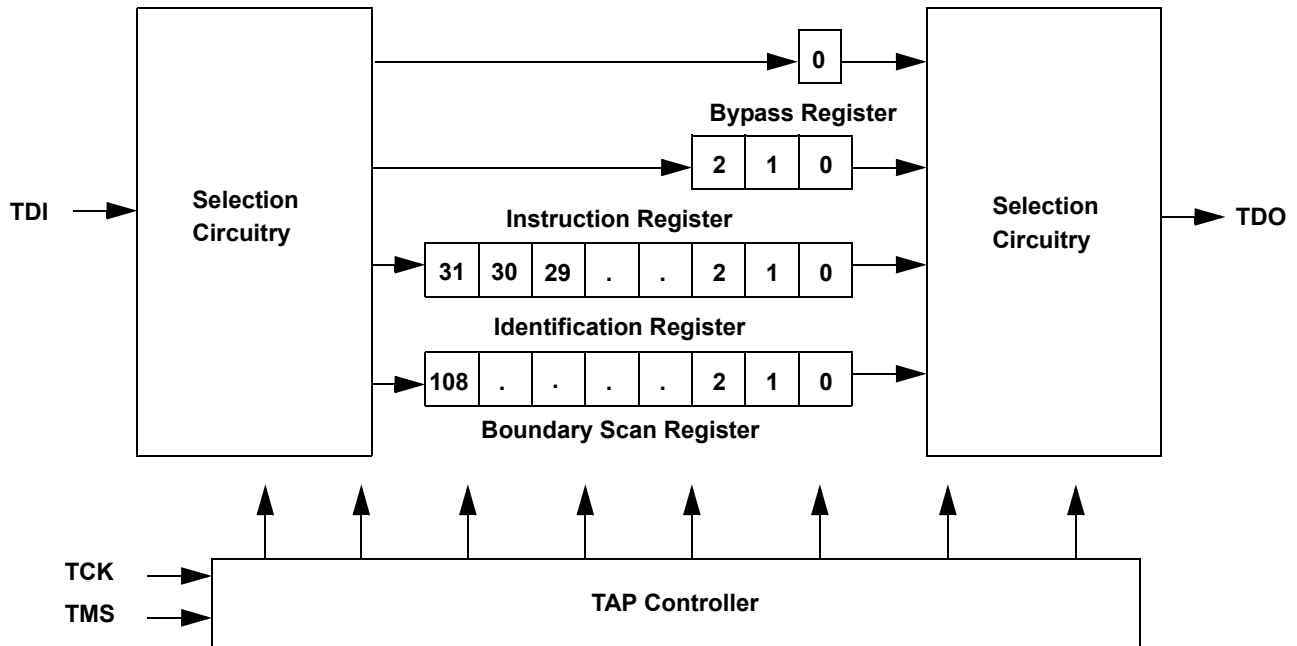 0
Bypass Register
2 1 0
TDI
Selection
Circuitry
Selection
Circuitry
TDO
Instruction Register
31 30 29 . . 2 1 0
Identification Register
108 . . . . 2 1 0
Boundary Scan Register
TCK
TMS
TAP Controller